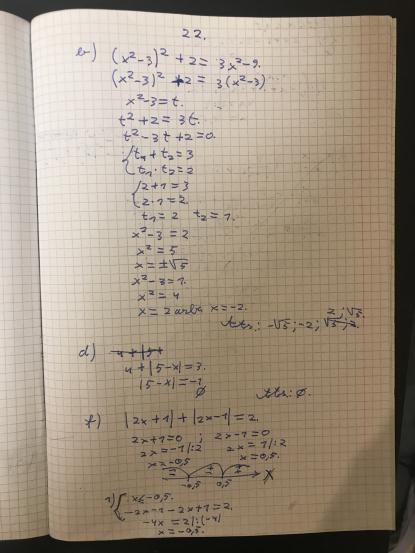 22.
b) (x²-3)² + 2 = 3x²-9.
(x²-3)² + 2 = 3(x²-3)
x²-3=t.
t²+2 = 3t.
t²-3t+2=0.
{t₁+t₂=3
{t₁·t₂=2
{2+1=3
{2·1=2.
t₁=2 t₂=1.
x²-3=2
x²=5
x=±√5
x²-3=1.
x²=4
x=2 arba x=-2.
2; √5.
Ats.: -√5; -2;
d)
4+|5-x|=3.
|5-x|=-1
∅ Ats: ∅.
f) |2x+1|+|2x-1|=2.
2x+1=0 ; 2x-1=0
2x=-1|:2 2x=1|:2
x=-0,5 x=0,5.
-0,5 0,5 x
1) { x≤-0,5.
-2x-1-2x+1=2.
-4x=2|:(-4)
x=-0,5.